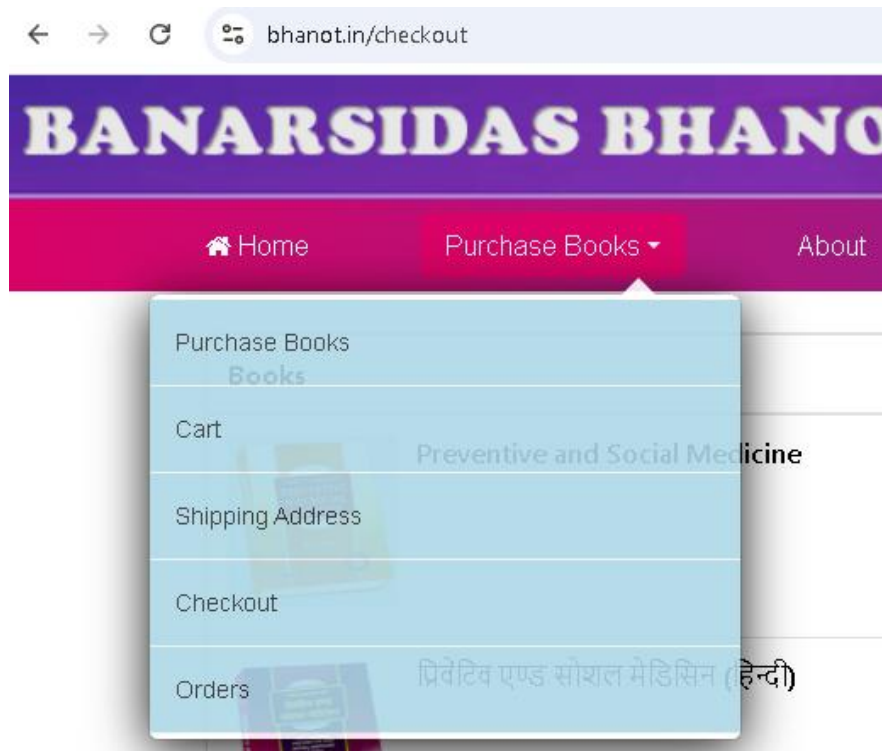 bhanot.in/checkout
BANARSIDAS BHANO
Home Purchase Books About
Purchase Books
Books
Cart
Preventive and Social Medicine
Shipping Address
Checkout
प्रिवेंटिव एण्ड सोशल मेडिसिन (हिन्दी)
Orders